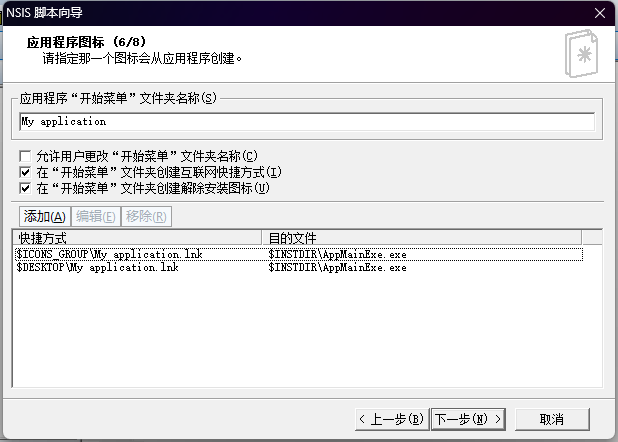 NSIS 脚本向导
应用程序图标 (6/8)
请指定那一个图标会从应用程序创建。
应用程序“开始菜单”文件夹名称(S)
My application
允许用户更改“开始菜单”文件夹名称(C)
在“开始菜单”文件夹创建互联网快捷方式(I)
在“开始菜单”文件夹创建解除安装图标(U)
添加(A) 编辑(E) 移除(R)
快捷方式 目的文件
$ICONS_GROUP\My application.lnk $INSTDIR\AppMainExe.exe
$DESKTOP\My application.lnk $INSTDIR\AppMainExe.exe
< 上一步(B) 下一步(N) > 取消